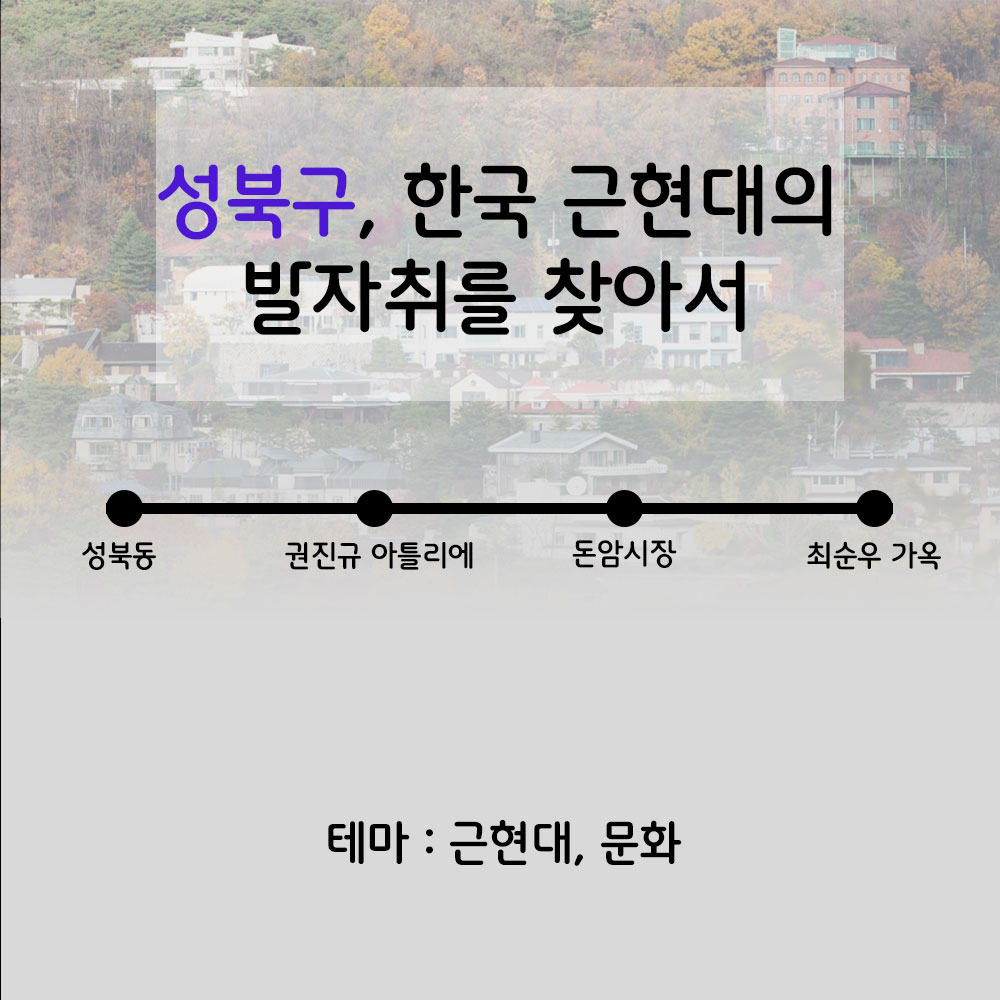 성북구, 한국 근현대의
발자취를 찾아서
성북동 권진규 아틀리에 돈암시장 최순우 가옥
테마 : 근현대, 문화